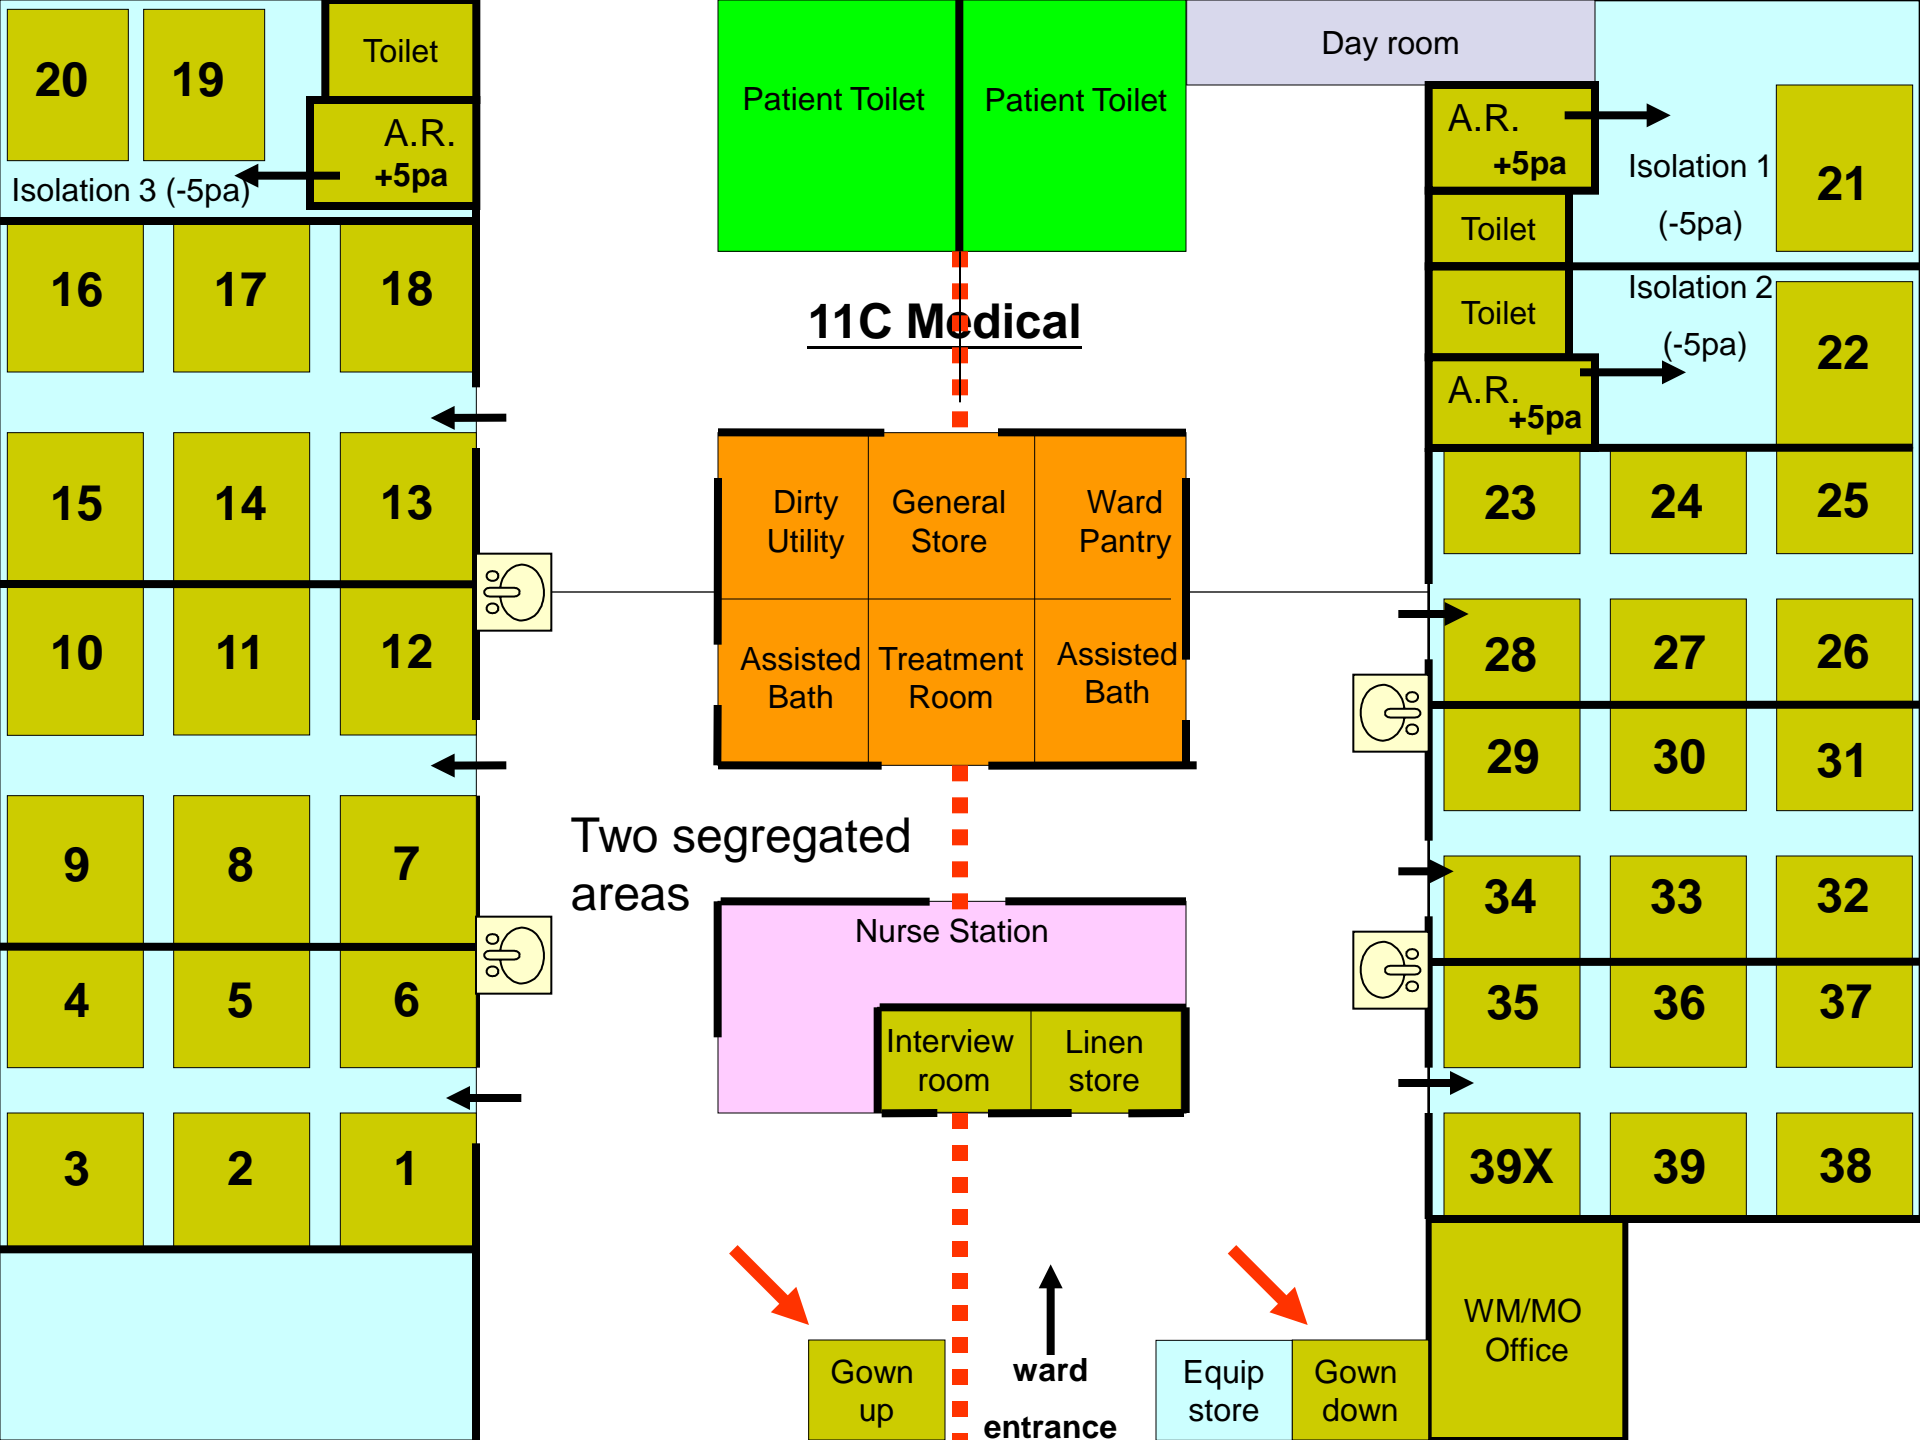 20
19
Toilet
A.R.
+5pa
Isolation 3 (-5pa)
16
17
18
15
14
13
10
11
12
9
8
7
4
5
6
3
2
1
Patient Toilet
Patient Toilet
11C Medical
Dirty
Utility
General
Store
Ward
Pantry
Assisted
Bath
Treatment
Room
Assisted
Bath
Two segregated
areas
Nurse Station
Interview
room
Linen
store
Gown
up
ward
entrance
Equip
store
Gown
down
Day room
A.R.
+5pa
Isolation 1
(-5pa)
21
Toilet
Toilet
Isolation 2
(-5pa)
22
A.R.
+5pa
23
24
25
28
27
26
29
30
31
34
33
32
35
36
37
39X
39
38
WM/MO
Office